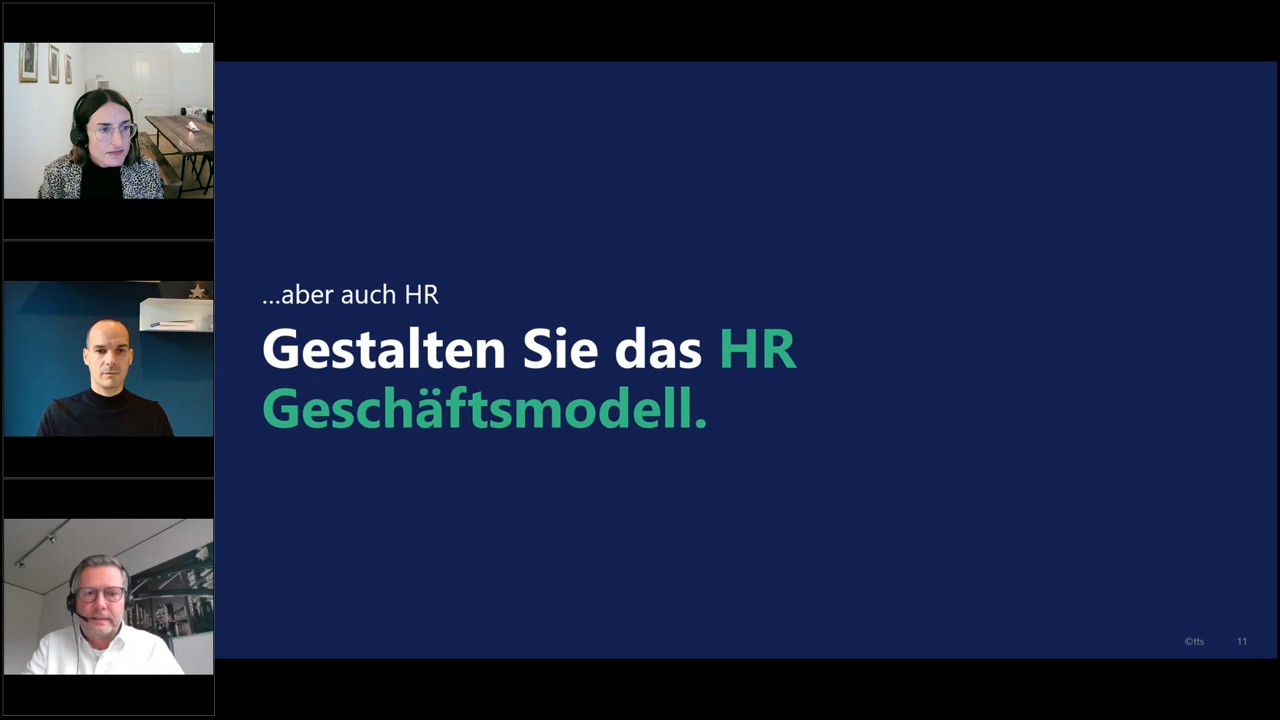 ...aber auch HR
Gestalten Sie das HR
Geschäftsmodell.
©tts 11